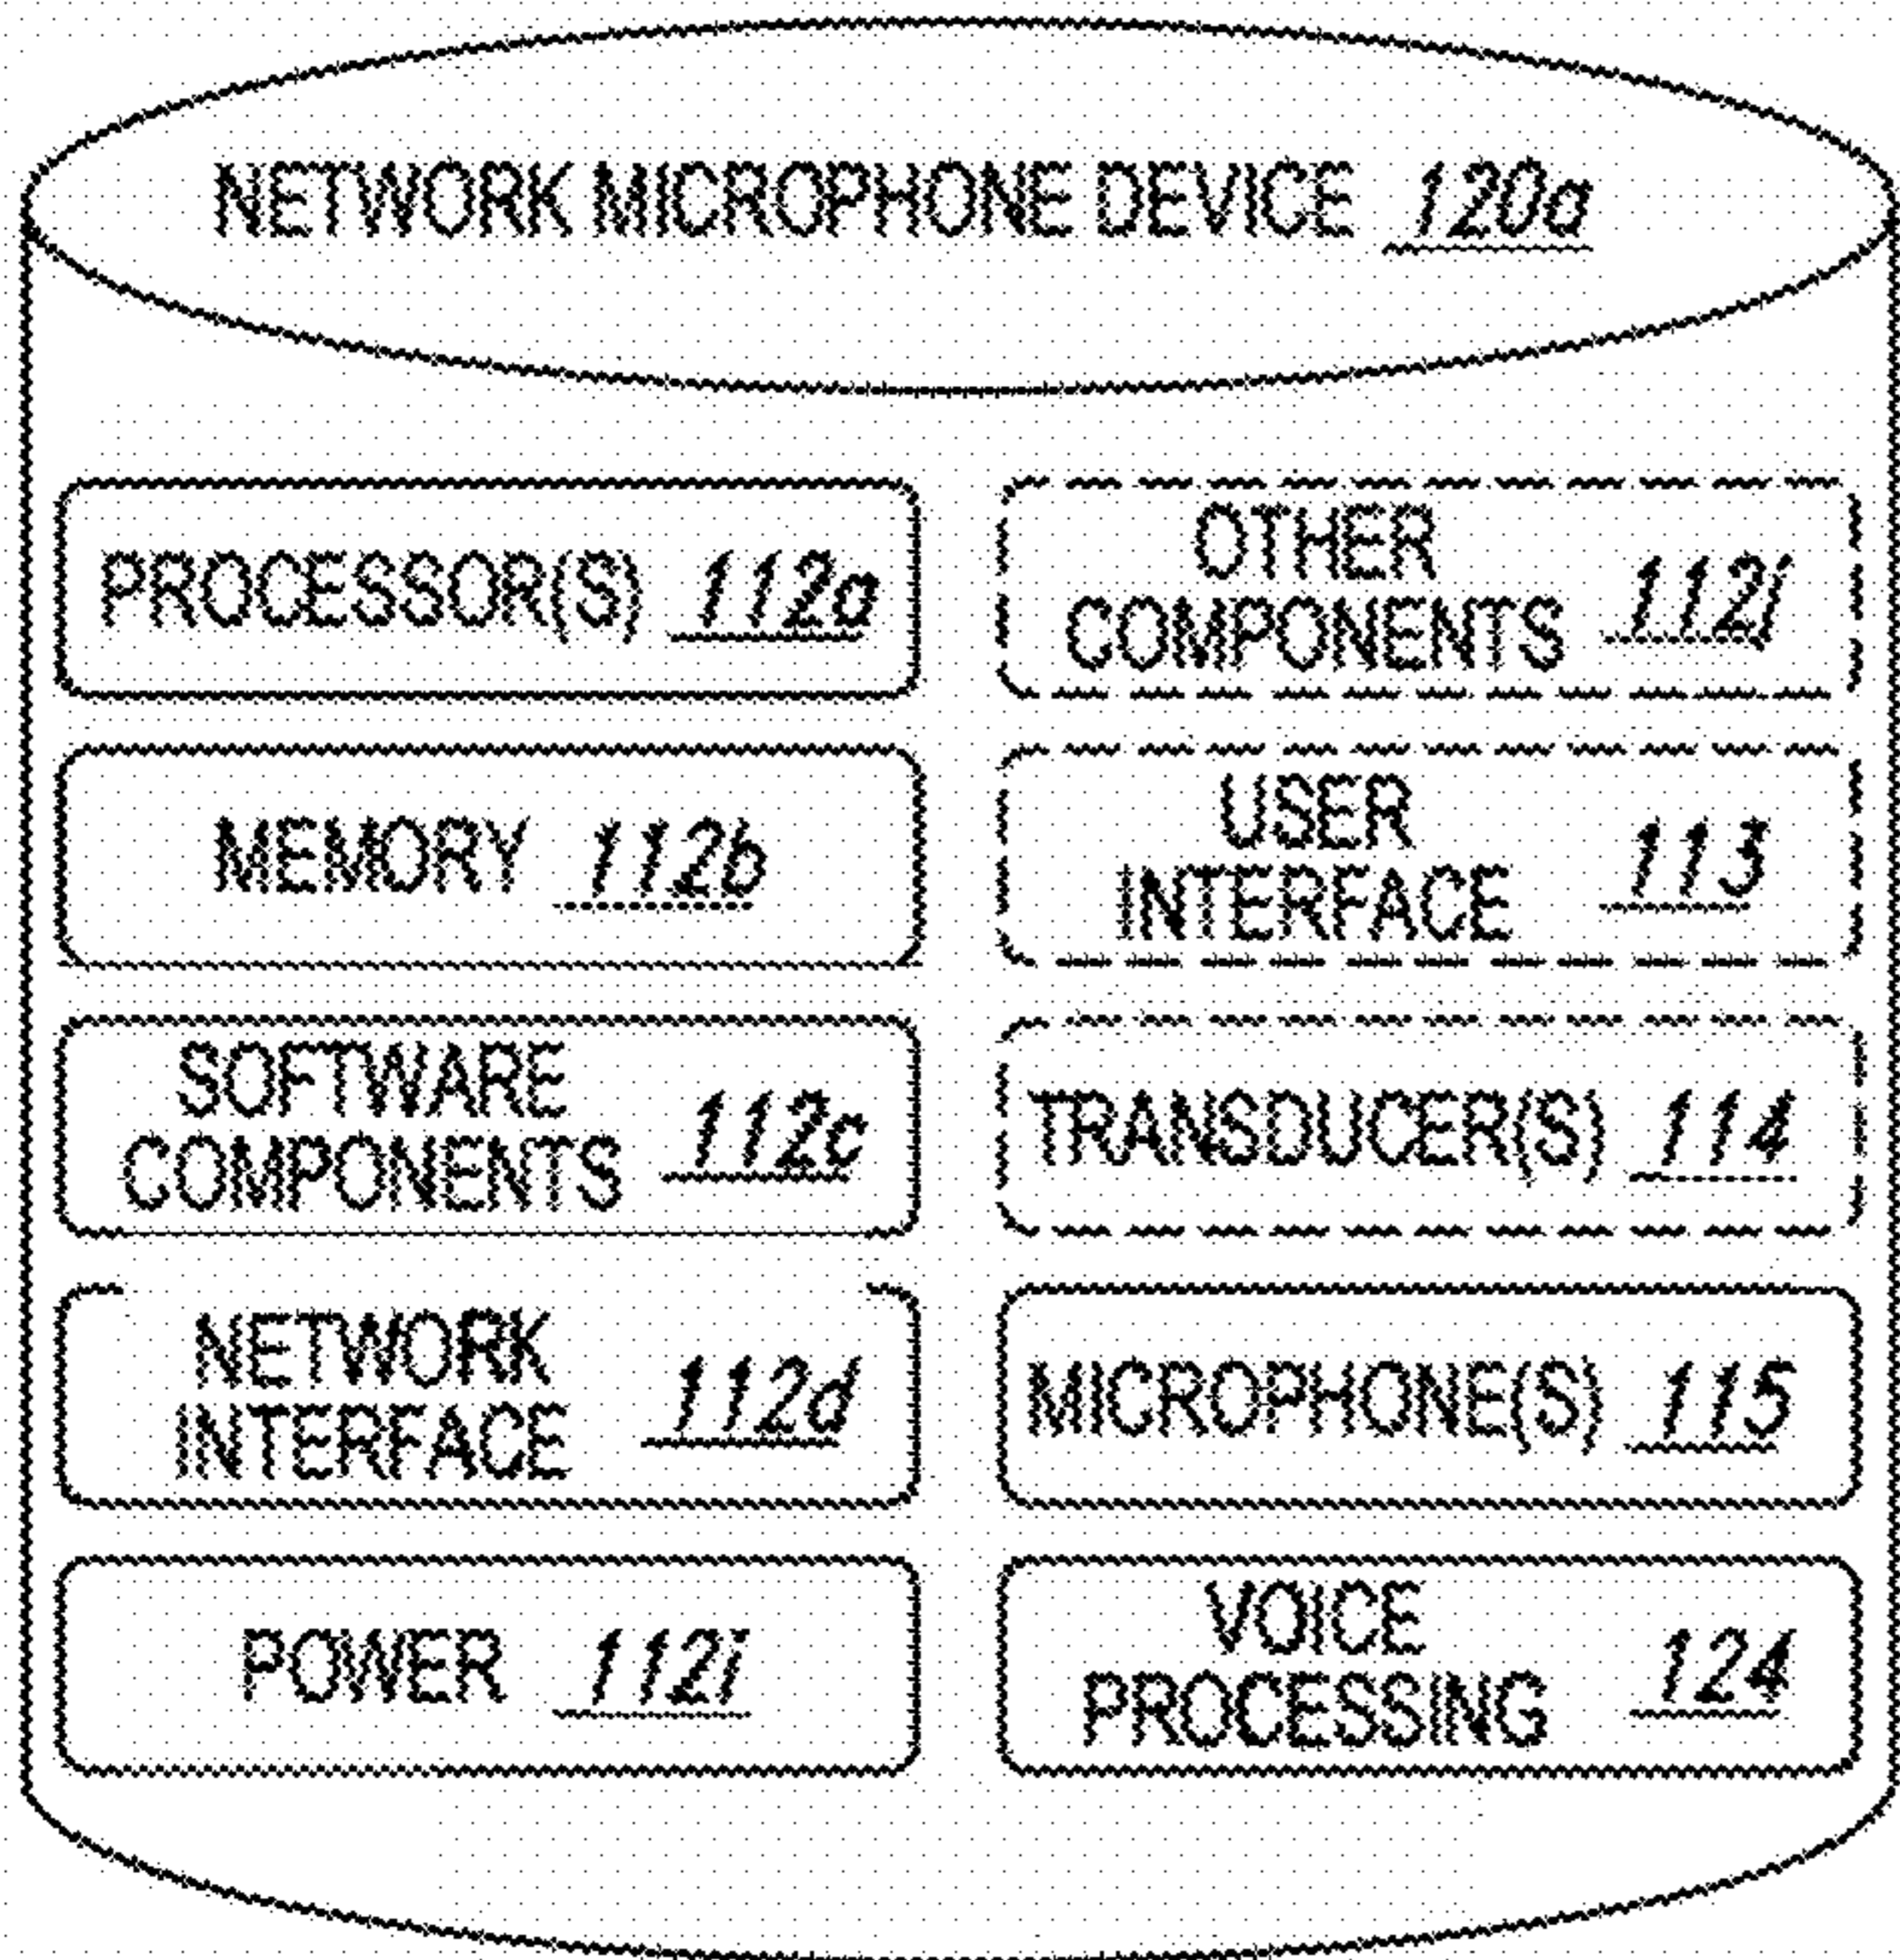 NETWORK MICROPHONE DEVICE 120a
PROCESSOR(S) 112a
MEMORY 112b
SOFTWARE
COMPONENTS 112c
NETWORK
INTERFACE 112d
POWER 112i
OTHER
COMPONENTS 112j
USER
INTERFACE 113
TRANSDUCER(S) 114
MICROPHONE(S) 115
VOICE
PROCESSING 124